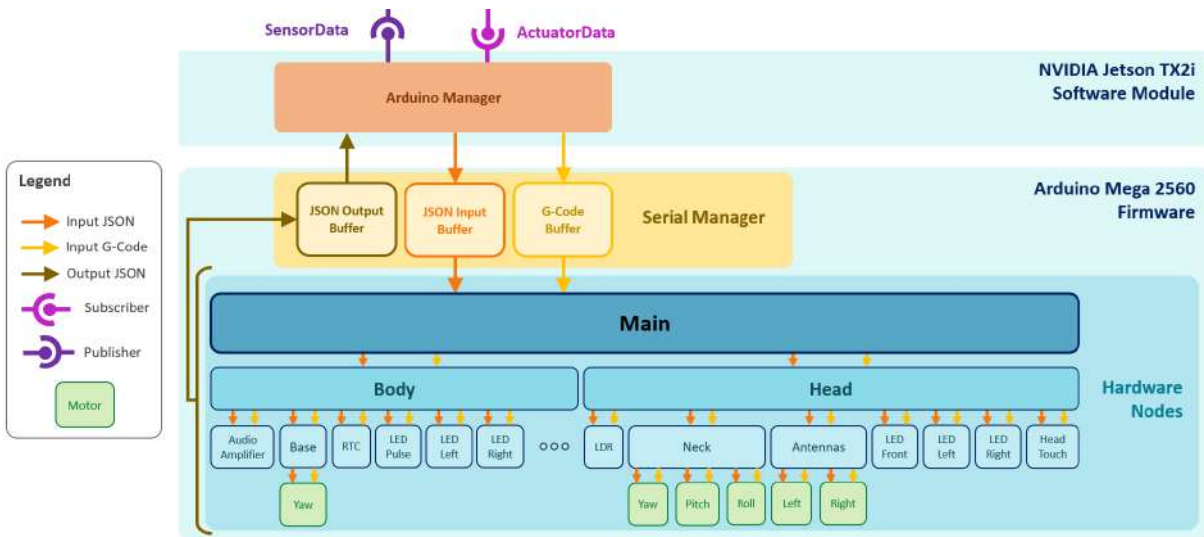 SensorData
ActuatorData
NVIDIA Jetson TX2i
Software Module
Arduino Manager
Legend
Input JSON
Input G-Code
Output JSON
Subscriber
Publisher
Motor
JSON Output
Buffer
JSON Input
Buffer
G-Code
Buffer
Serial Manager
Arduino Mega 2560
Firmware
Main
Body
Head
Hardware
Nodes
Audio
Amplifier
Base
RTC
LED
Pulse
LED
Left
LED
Right
LDR
Neck
Antennas
LED
Front
LED
Left
LED
Right
Head
Touch
Yaw
Yaw
Pitch
Roll
Left
Right